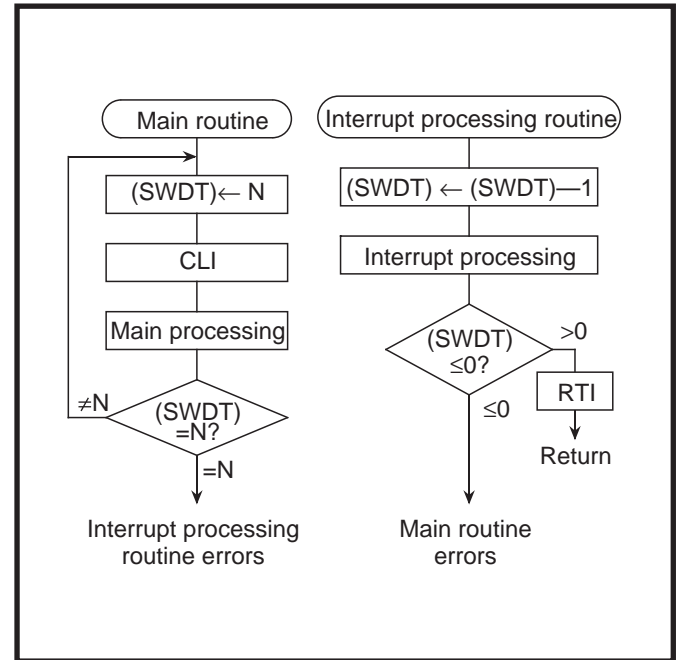 Main routine
(SWDT)← N
CLI
Main processing
≠N
(SWDT)
=N?
=N
Interrupt processing
routine errors
Interrupt processing routine
(SWDT) ← (SWDT)—1
Interrupt processing
(SWDT)
≤0?
>0
RTI
Return
≤0
Main routine
errors